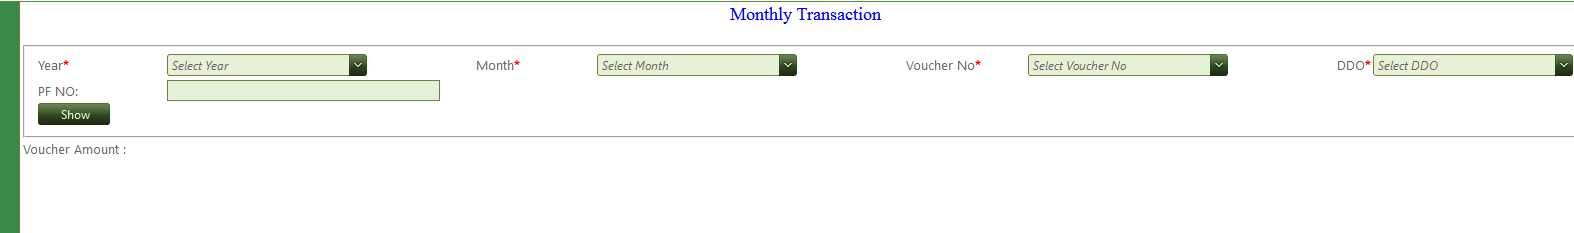 Monthly Transaction
Year* Select Year Month* Select Month Voucher No* Select Voucher No DDO* Select DDO
PF NO:
Show
Voucher Amount :